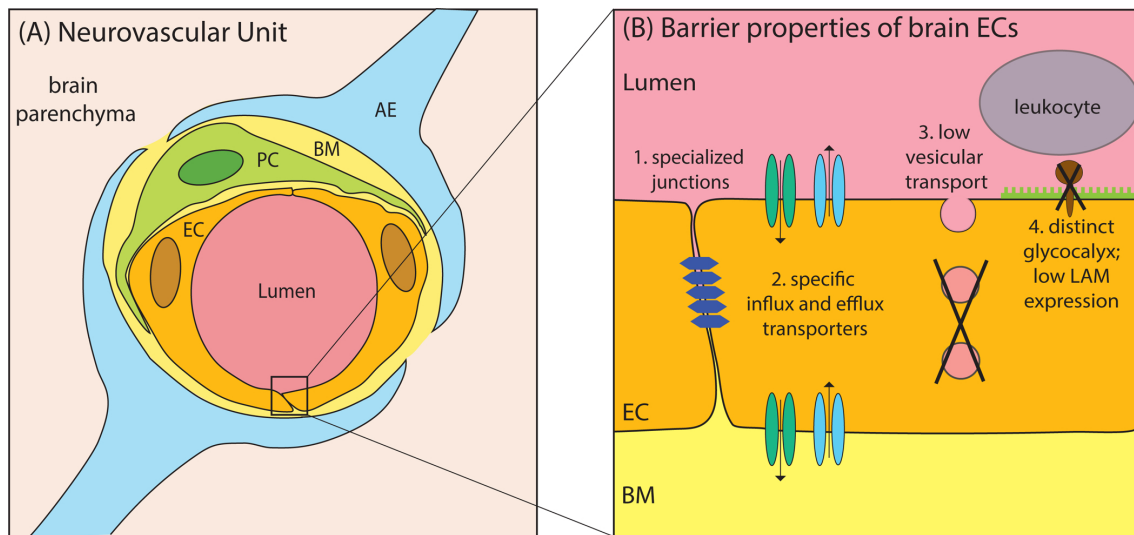 (A) Neurovascular Unit
brain
parenchyma
AE
BM
PC
EC
Lumen
(B) Barrier properties of brain ECs
Lumen
leukocyte
1. specialized
junctions
3. low
vesicular
transport
4. distinct
glycocalyx;
low LAM
expression
2. specific
influx and efflux
transporters
EC
BM